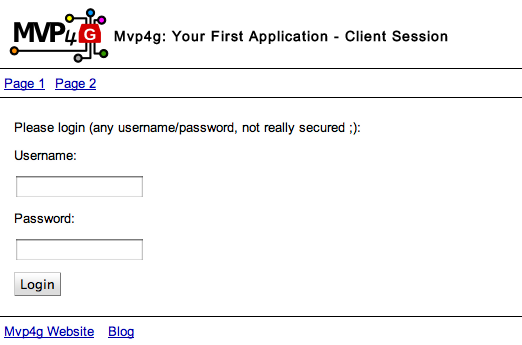 MVP4G Mvp4g: Your First Application - Client Session
Page 1 Page 2
Please login (any username/password, not really secured ;):
Username:
Password:
Login
Mvp4g Website Blog